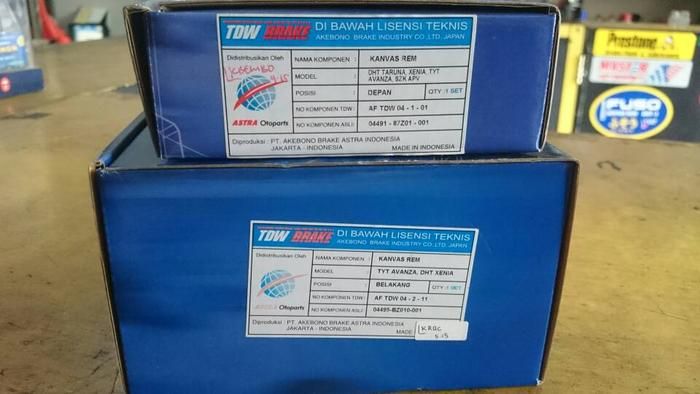 TDW BRAKE DI BAWAH LISENSI TEKNIS
AKEBONO BRAKE INDUSTRY CO.,LTD. JAPAN
Didistribusikan Oleh
ASTRA Otoparts
NAMA KOMPONEN : KANVAS REM
MODEL : DHT TARUNA, XENIA, TYT
AVANZA, SZK APV
POSISI : DEPAN QTY :1 SET
NO KOMPONEN TDW : AF TDW 04 - 1 - 01
NO KOMPONEN ASLI : 04491 - 87Z01 - 001
Diproduksi : PT. AKEBONO BRAKE ASTRA INDONESIA
JAKARTA - INDONESIA MADE IN INDONESIA
TDW BRAKE DI BAWAH LISENSI TEKNIS
AKEBONO BRAKE INDUSTRY CO.,LTD. JAPAN
Didistribusikan Oleh
ASTRA Otoparts
NAMA KOMPONEN : KANVAS REM
MODEL : TYT AVANZA, DHT XENIA
POSISI : BELAKANG QTY :1 SET
NO KOMPONEN TDW : AF TDW 04 - 2 - 11
NO KOMPONEN ASLI : 04495-BZ010-001
Diproduksi : PT. AKEBONO BRAKE ASTRA INDONESIA
JAKARTA - INDONESIA MADE
Prestone
FUSO